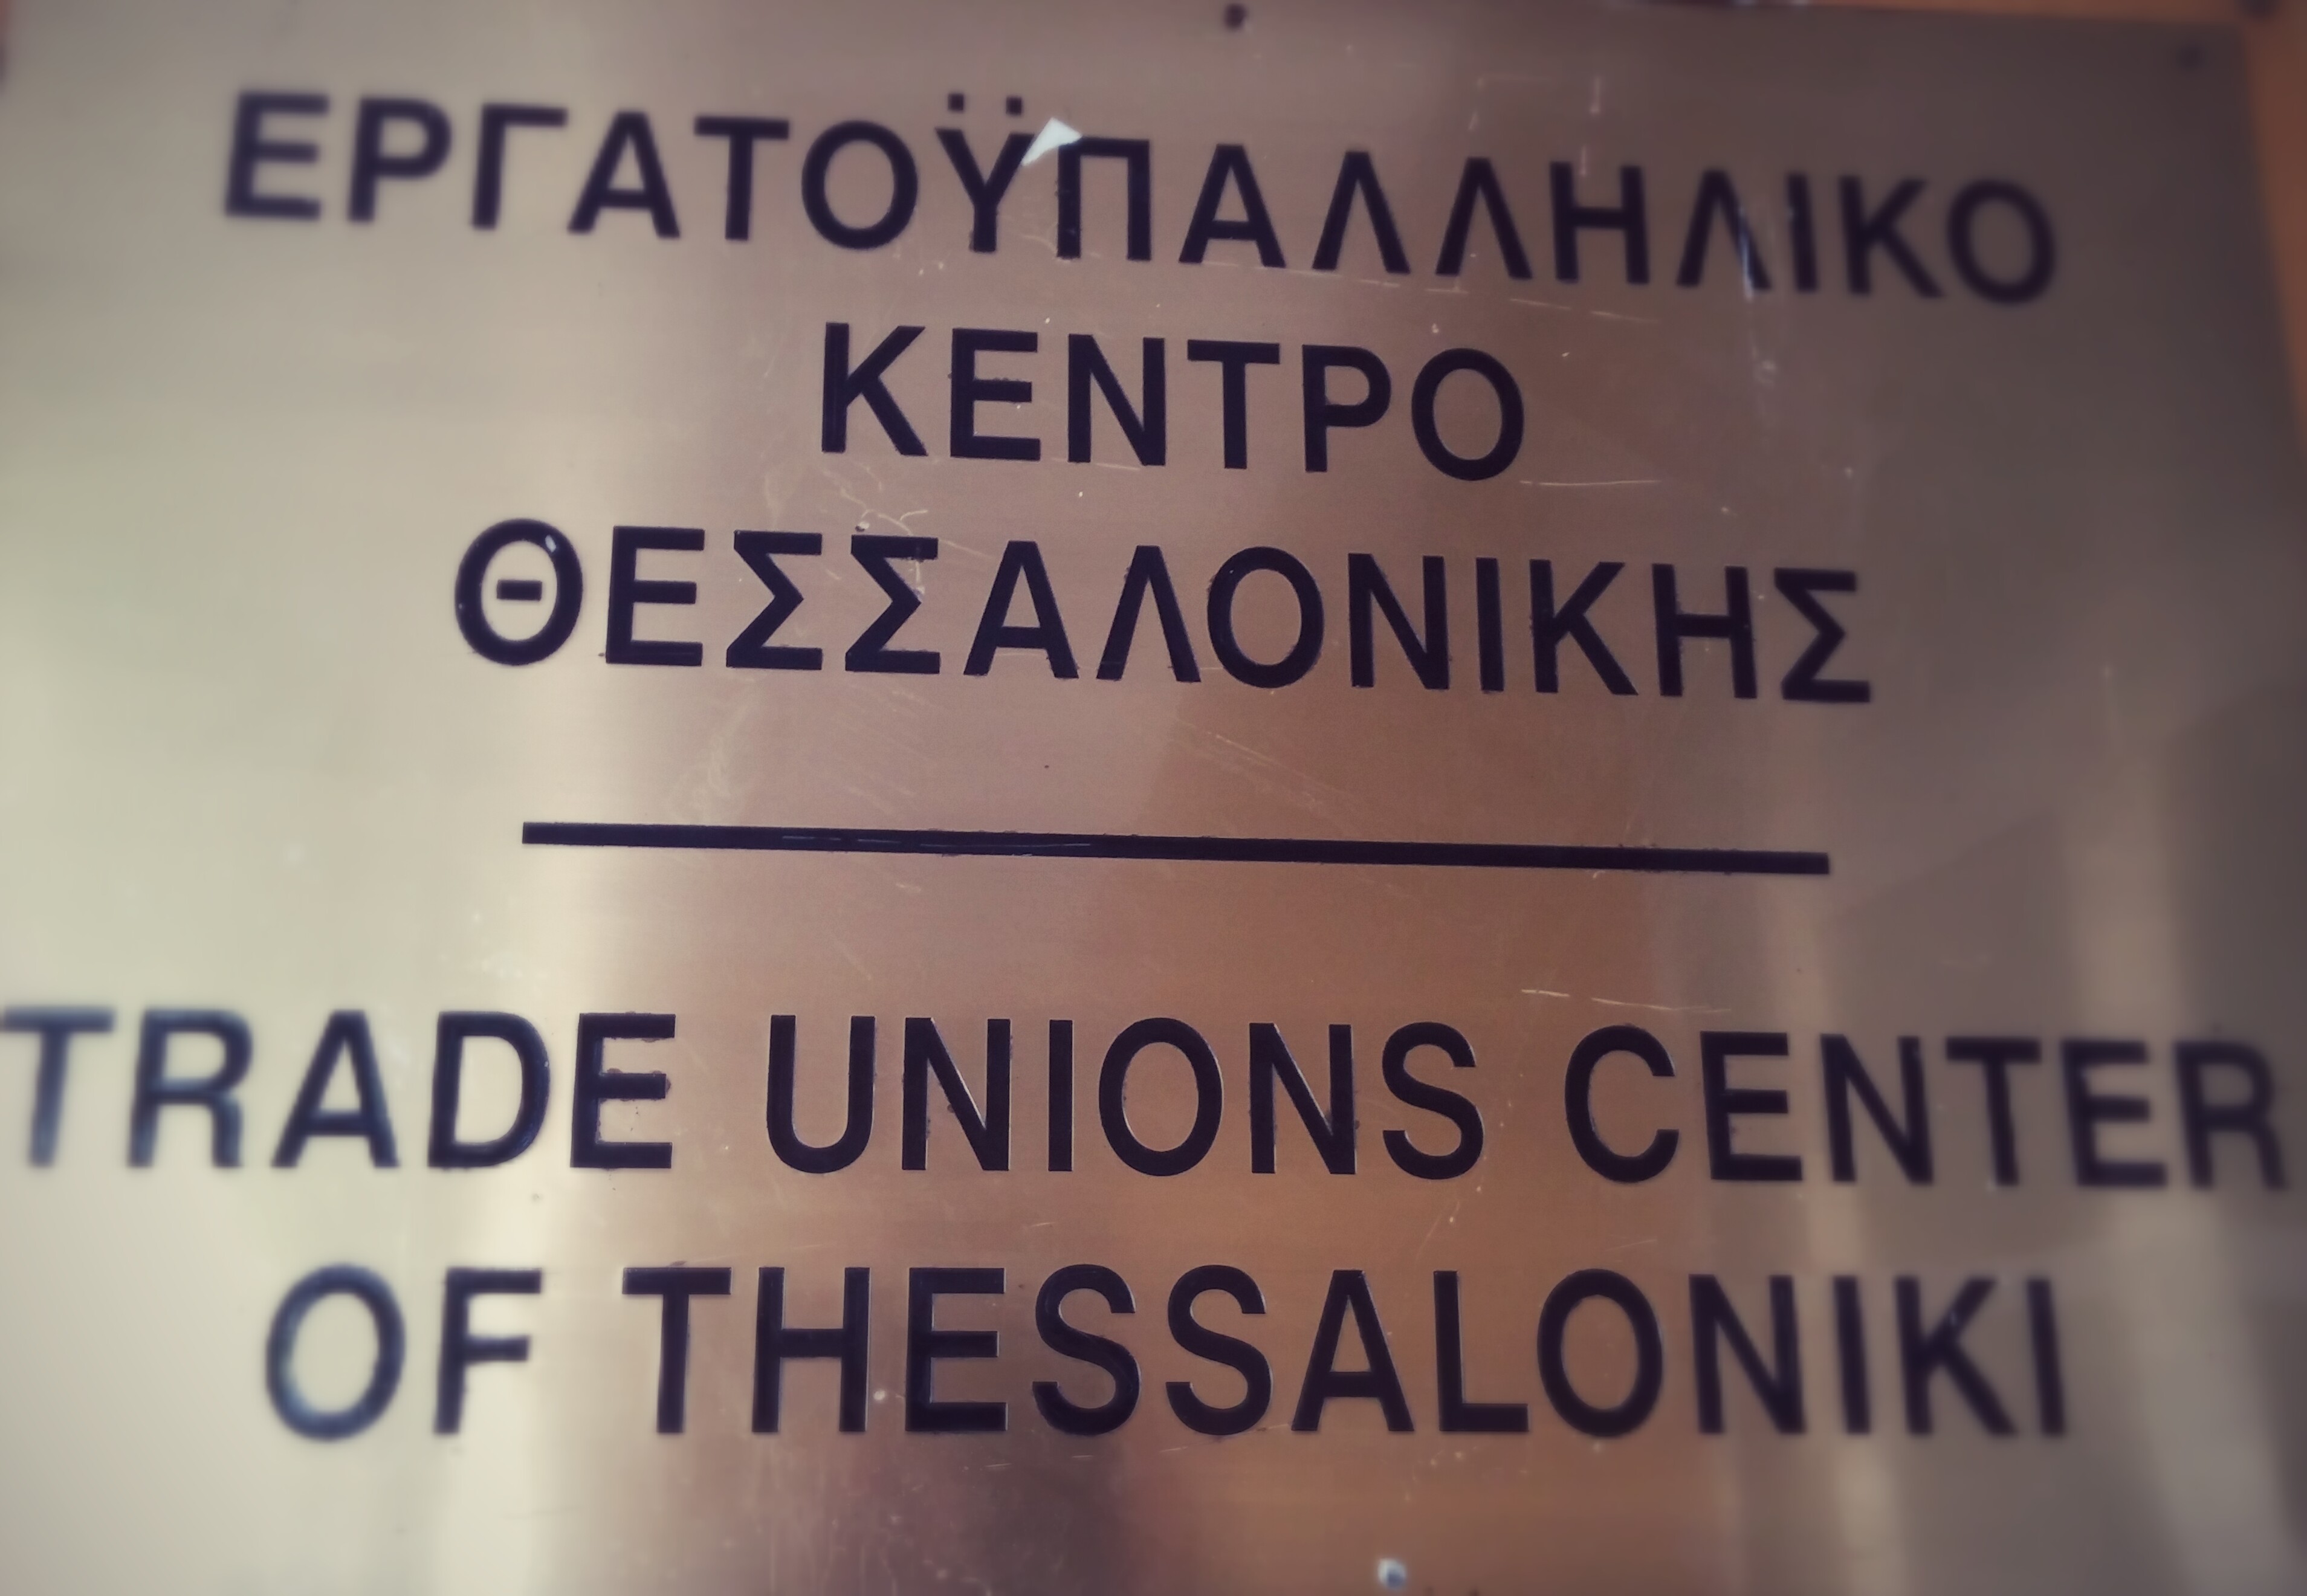 ΕΡΓΑΤΟΫΠΑΛΛΗΛΙΚΟ
ΚΕΝΤΡΟ
ΘΕΣΣΑΛΟΝΙΚΗΣ
TRADE UNIONS CENTER
OF THESSALONIKI